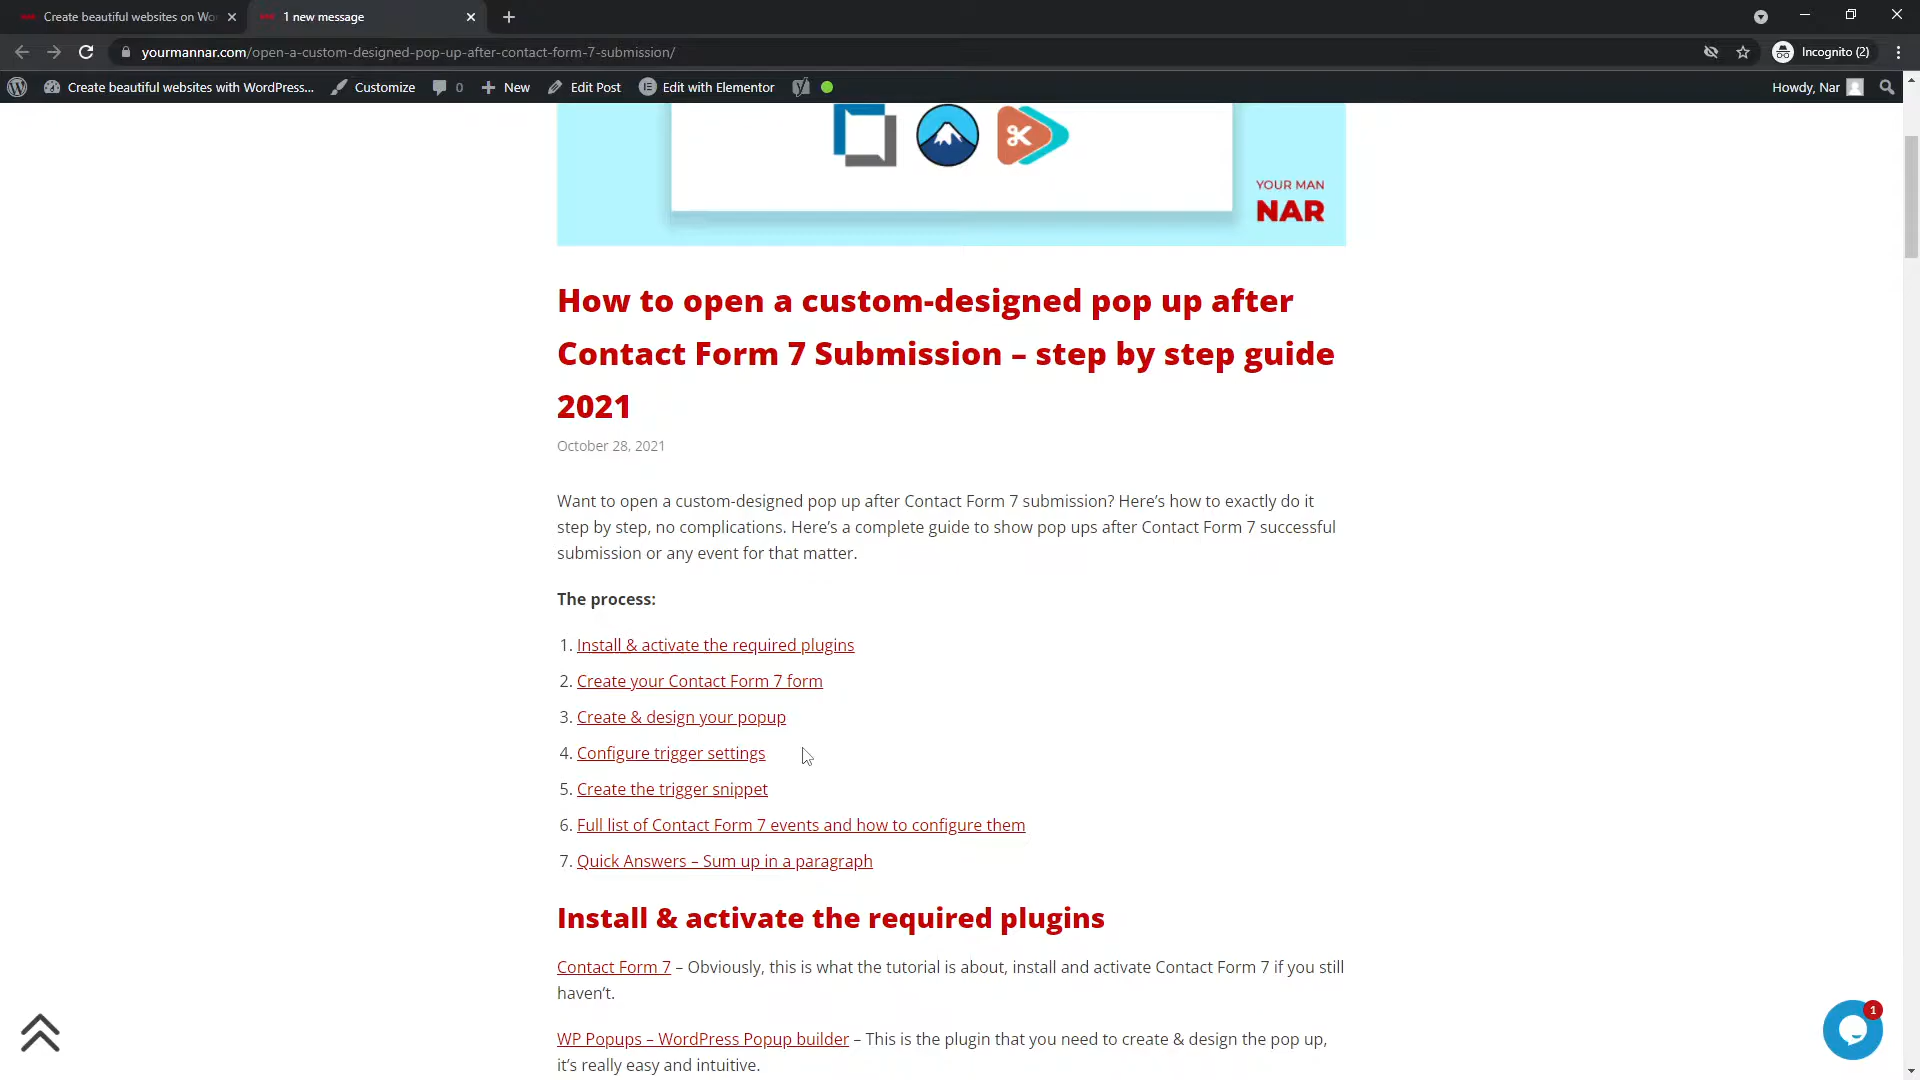 Create beautiful websites on Wo
1 new message
yourmannar.com/open-a-custom-designed-pop-up-after-contact-form-7-submission/
Incognito (2)
Create beautiful websites with WordPress...
Customize
0
New
Edit Post
Edit with Elementor
Howdy, Nar
YOUR MAN
NAR
How to open a custom-designed pop up after
Contact Form 7 Submission – step by step guide
2021
October 28, 2021
Want to open a custom-designed pop up after Contact Form 7 submission? Here’s how to exactly do it
step by step, no complications. Here’s a complete guide to show pop ups after Contact Form 7 successful
submission or any event for that matter.
The process:
1. Install & activate the required plugins
2. Create your Contact Form 7 form
3. Create & design your popup
4. Configure trigger settings
5. Create the trigger snippet
6. Full list of Contact Form 7 events and how to configure them
7. Quick Answers – Sum up in a paragraph
Install & activate the required plugins
Contact Form 7 – Obviously, this is what the tutorial is about, install and activate Contact Form 7 if you still
haven’t.
WP Popups – WordPress Popup builder – This is the plugin that you need to create & design the pop up,
it’s really easy and intuitive.
1